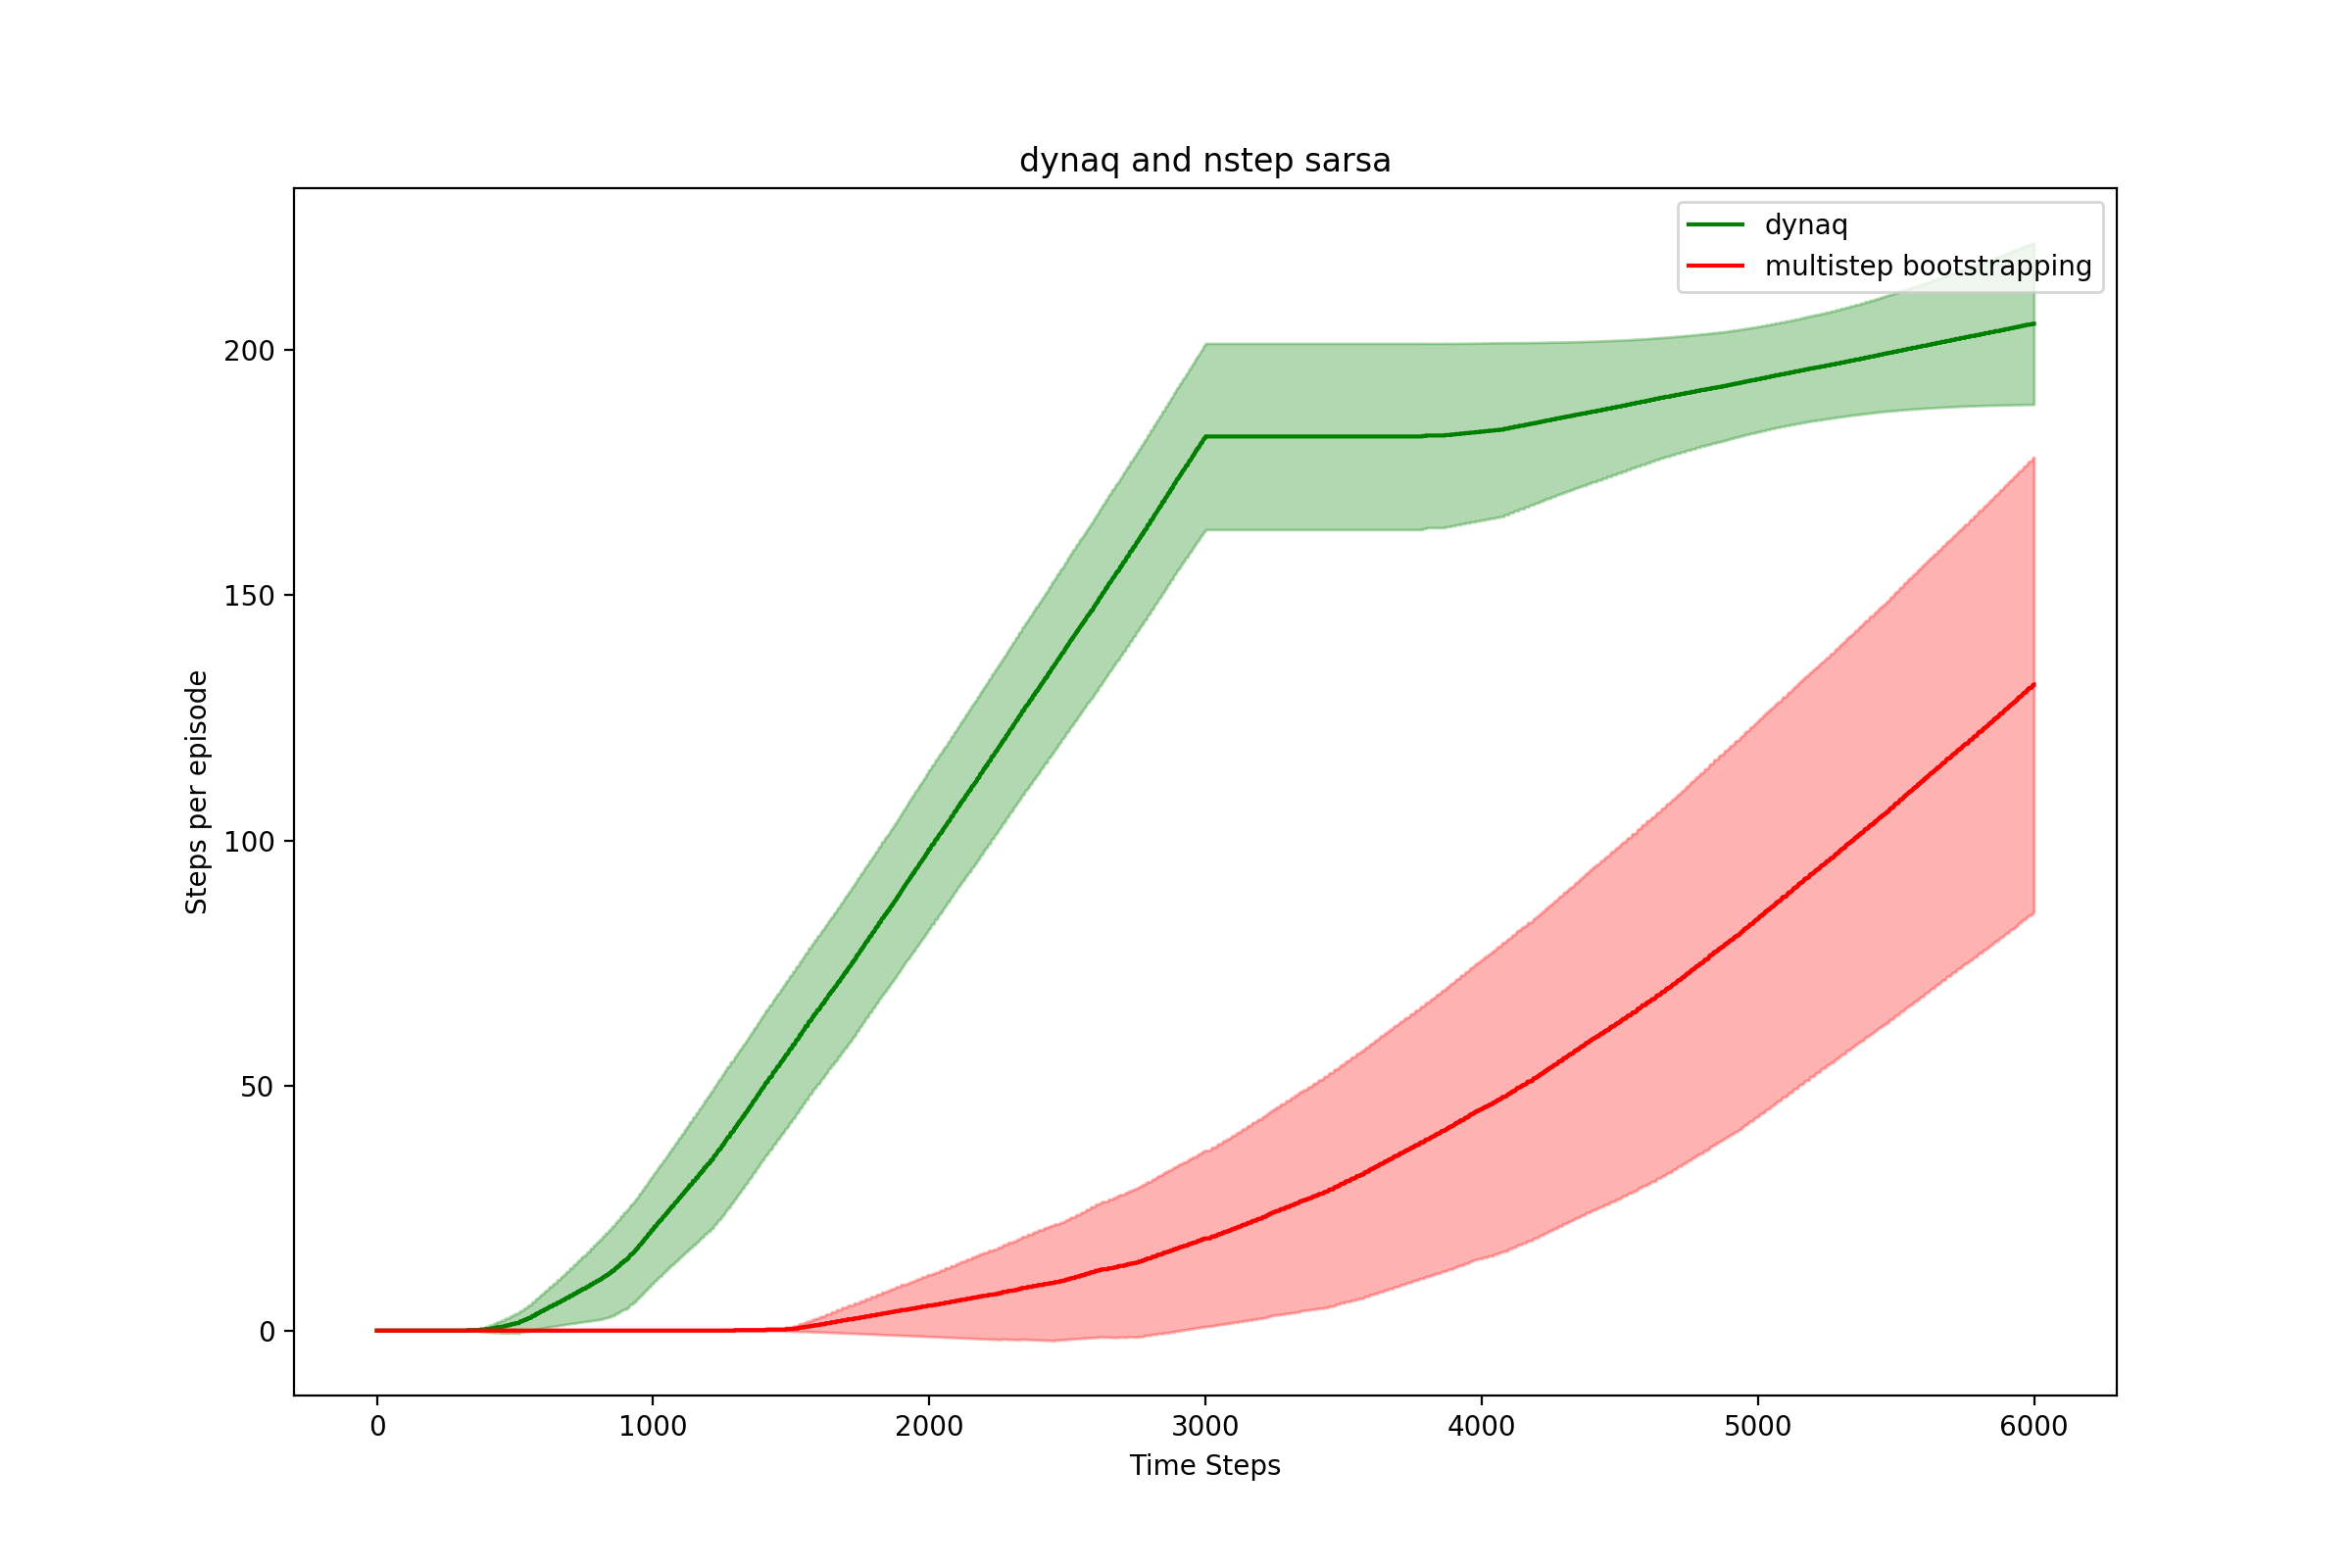 dynaq and nstep sarsa
dynaq
multistep bootstrapping
Steps per episode
200
150
100
50
0
0 1000 2000 3000 4000 5000 6000
Time Steps